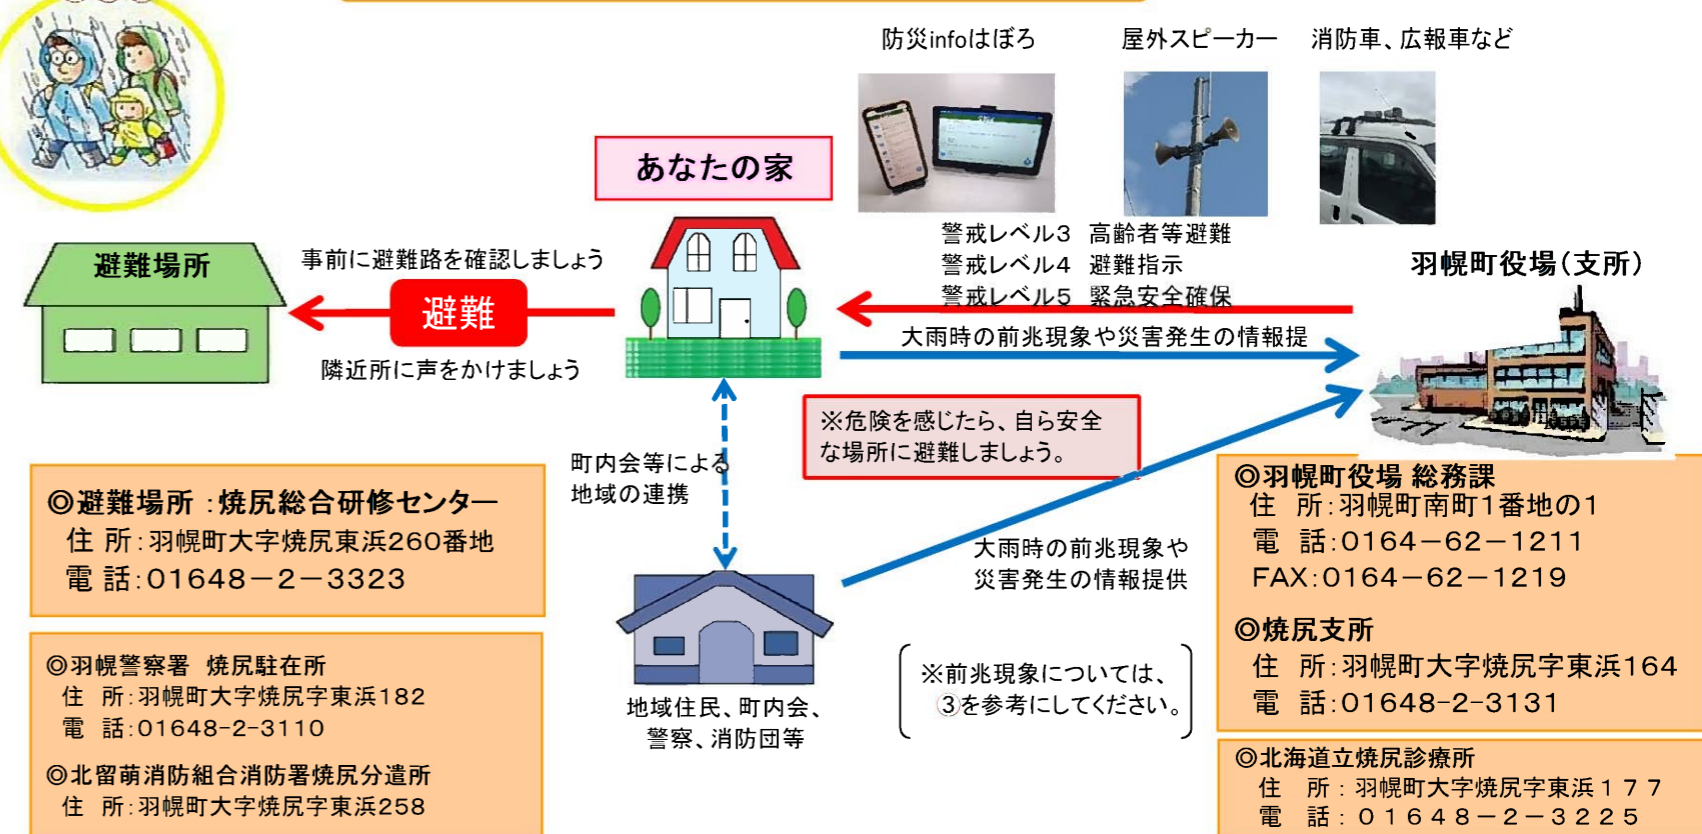 防災infoはぼろ
屋外スピーカー
消防車、広報車など
あなたの家
警戒レベル3 高齢者等避難
警戒レベル4 避難指示
警戒レベル5 緊急安全確保
羽幌町役場(支所)
避難場所
事前に避難路を確認しましょう
避難
隣近所に声をかけましょう
大雨時の前兆現象や災害発生の情報提
※危険を感じたら、自ら安全
な場所に避難しましょう。
町内会等による
地域の連携
大雨時の前兆現象や
災害発生の情報提供
地域住民、町内会、
警察、消防団等
※前兆現象については、
③を参考にしてください。
◎避難場所:焼尻総合研修センター
住 所:羽幌町大字焼尻東浜260番地
電 話:01648-2-3323
◎羽幌警察署 焼尻駐在所
住 所:羽幌町大字焼尻字東浜182
電 話:01648-2-3110
◎北留萌消防組合消防署焼尻分遣所
住 所:羽幌町大字焼尻字東浜258
◎羽幌町役場 総務課
住 所:羽幌町南町1番地の1
電 話:0164-62-1211
FAX:0164-62-1219
◎焼尻支所
住 所:羽幌町大字焼尻字東浜164
電 話:01648-2-3131
◎北海道立焼尻診療所
住 所:羽幌町大字焼尻字東浜177
電 話:01648-2-3225